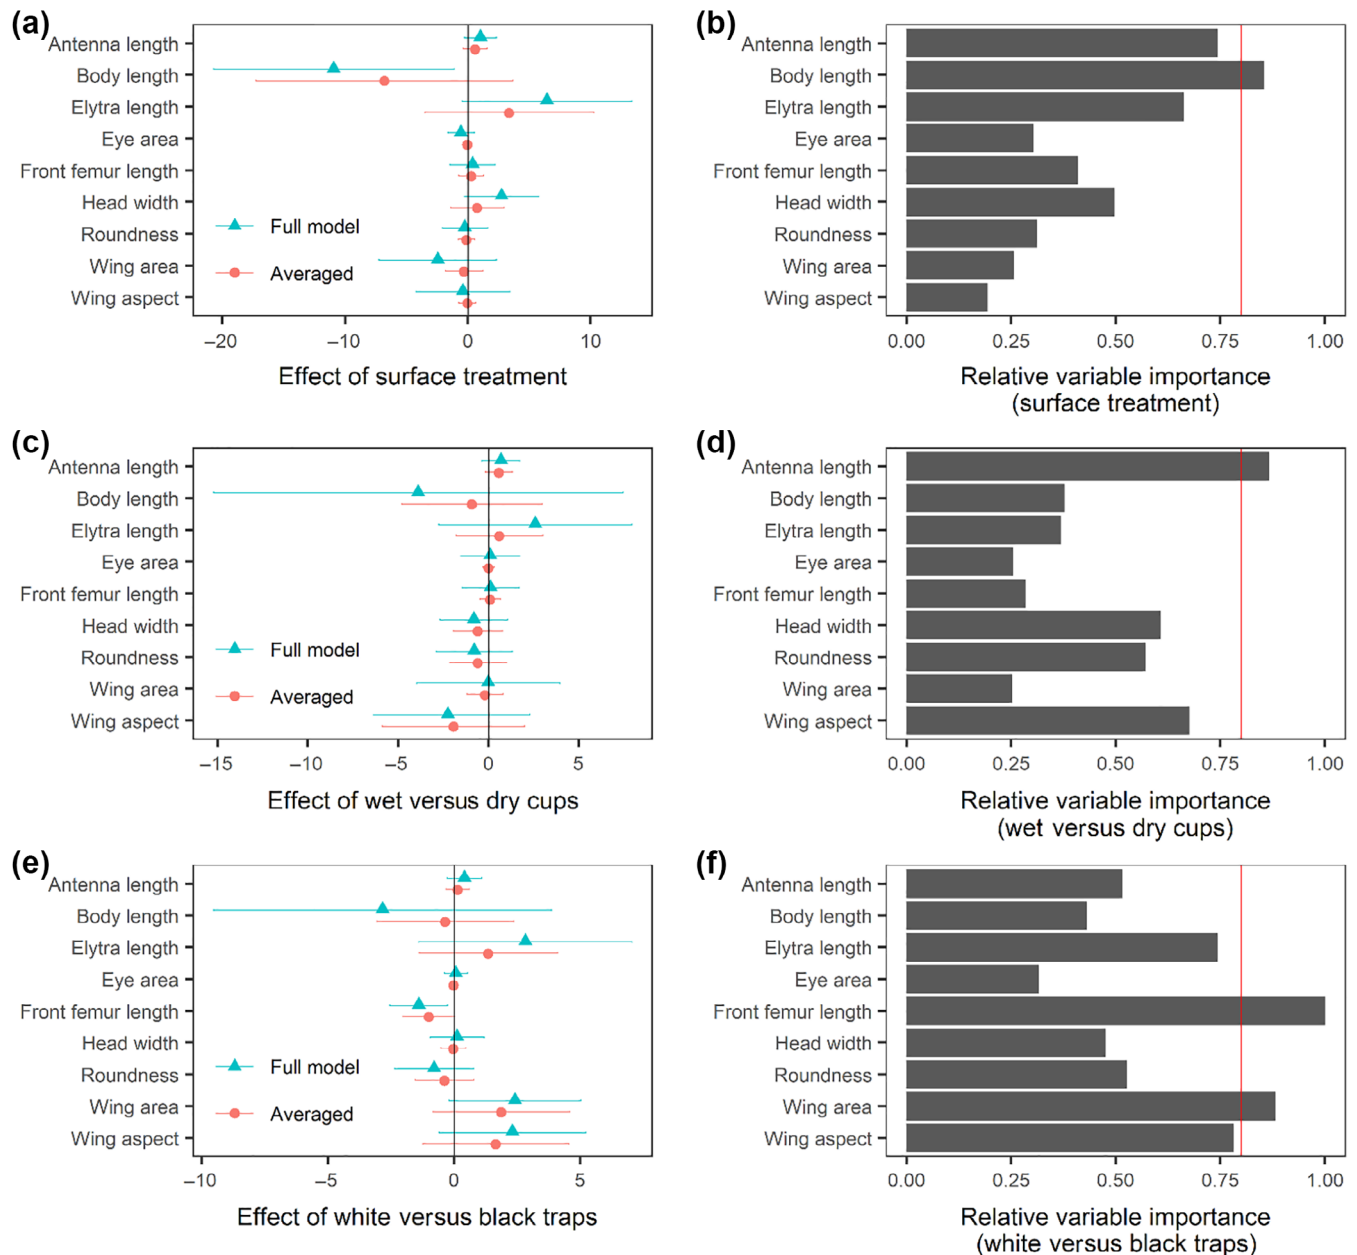 (a)
Antenna length
Body length
Elytra length
Eye area
Front femur length
Head width
Roundness
Wing area
Wing aspect
Full model
Averaged
−20 −10 0 10
Effect of surface treatment
(b)
Antenna length
Body length
Elytra length
Eye area
Front femur length
Head width
Roundness
Wing area
Wing aspect
0.00 0.25 0.50 0.75 1.00
Relative variable importance
(surface treatment)
(c)
Antenna length
Body length
Elytra length
Eye area
Front femur length
Head width
Roundness
Wing area
Wing aspect
Full model
Averaged
−15 −10 −5 0 5
Effect of wet versus dry cups
(d)
Antenna length
Body length
Elytra length
Eye area
Front femur length
Head width
Roundness
Wing area
Wing aspect
0.00 0.25 0.50 0.75 1.00
Relative variable importance
(wet versus dry cups)
(e)
Antenna length
Body length
Elytra length
Eye area
Front femur length
Head width
Roundness
Wing area
Wing aspect
Full model
Averaged
−10 −5 0 5
Effect of white versus black traps
(f)
Antenna length
Body length
Elytra length
Eye area
Front femur length
Head width
Roundness
Wing area
Wing aspect
0.00 0.25 0.50 0.75 1.00
Relative variable importance
(white versus black traps)